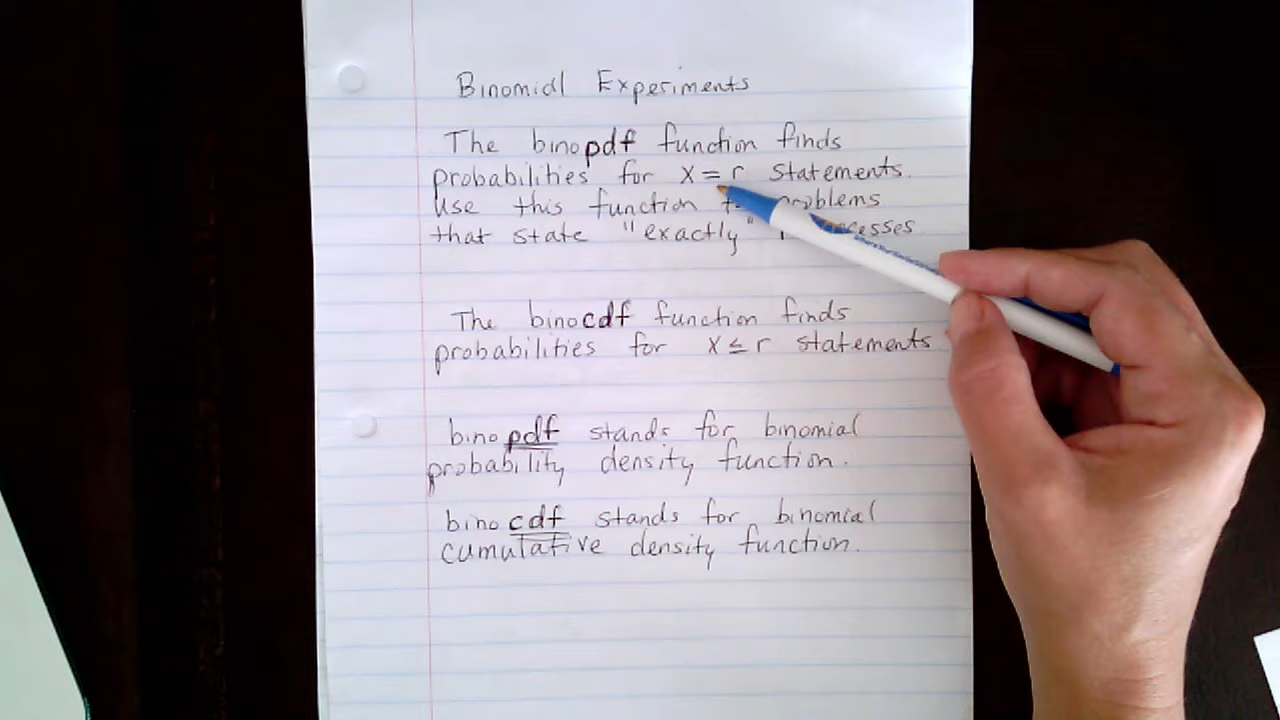 Binomial Experiments
The binopdf function finds
probabilities for x = r statements.
Use this function problems
that state "exactly"
The binocdf function finds
probabilities for x ≤ r statements
binopdf stands for binomial
probability density function.
binocdf stands for binomial
cumulative density function.